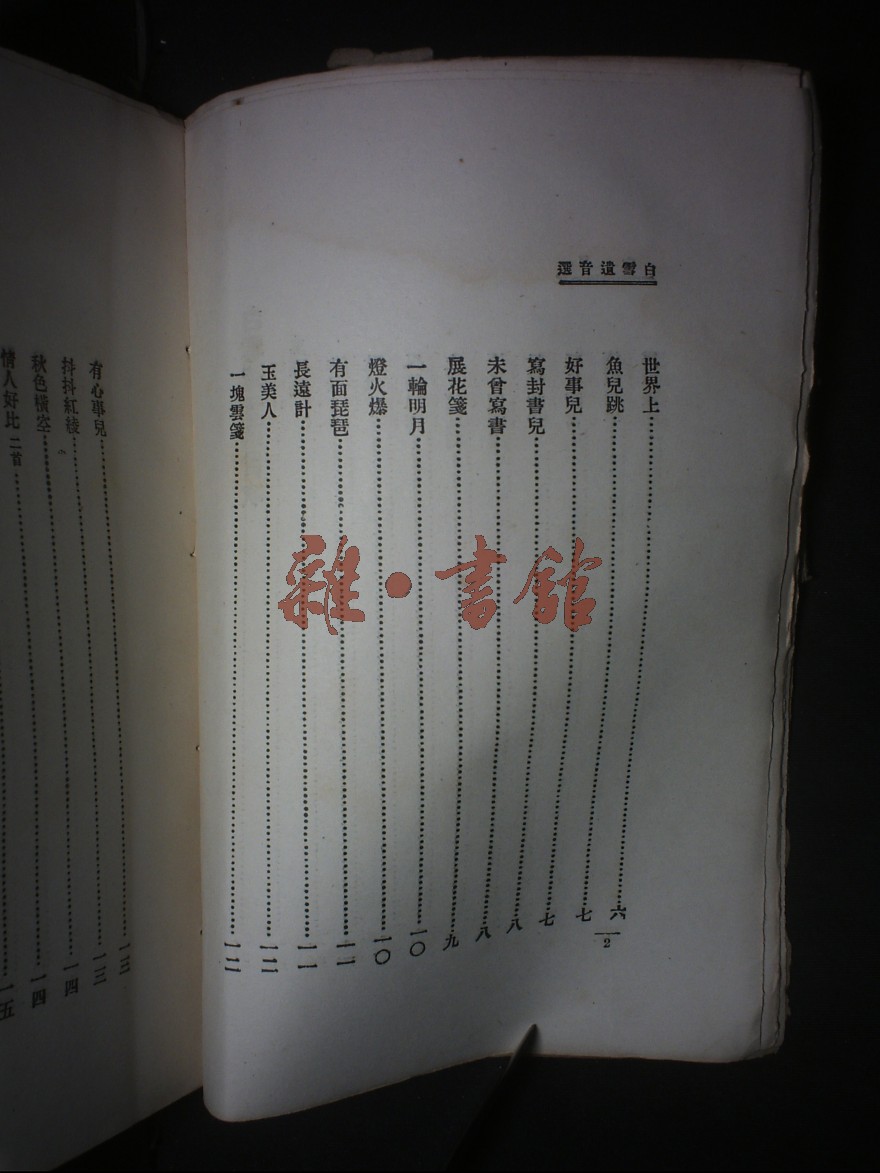 白雪遺音選
世界上……六
魚兒跳……七
好事兒……七
寫封書兒……八
未曾寫書……八
展花箋……九
一輪明月……一〇
燈火爆……一〇
有面琵琶……一一
長遠計……一一
玉美人……一二
一塊雲箋……一二
2
有心事兒……一三
抖抖紅綾……一三
秋色橫空……一四
情人好比 二首……一四
一五
雜·書館